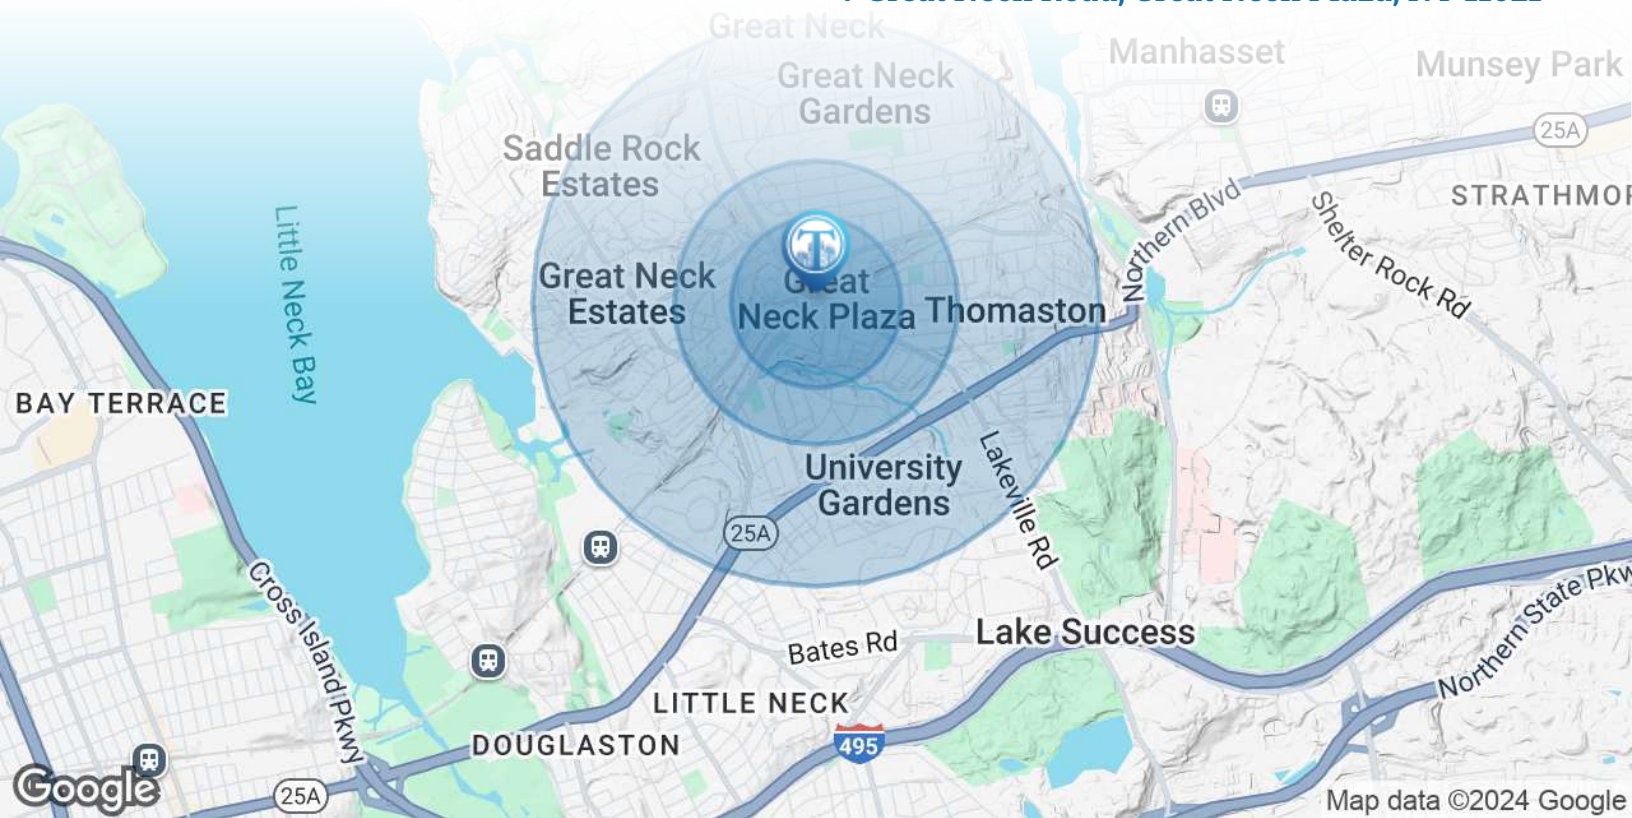 Great Neck
Manhasset
Munsey Park
Great Neck
Gardens
25A
Saddle Rock
Estates
STRATHMOR
Northern Blvd
Shelter Rock Rd
Little Neck Bay
Great Neck
Estates
T
Great
Neck Plaza
Thomaston
BAY TERRACE
Lakeville Rd
University
Gardens
25A
Cross Island Pkwy
Lake Success
Bates Rd
Northern State Pkw
LITTLE NECK
DOUGLASTON
495
Google
25A
Map data ©2024 Google